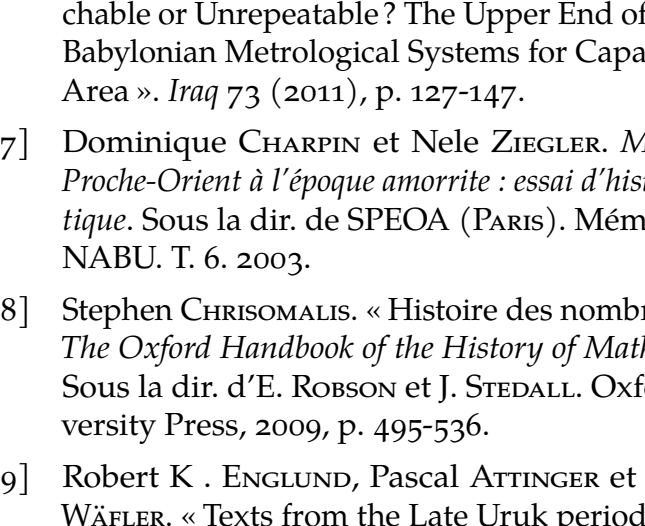 chable or Unrepeatable ? The Upper End of
Babylonian Metrological Systems for Capa
Area ». Iraq 73 (2011), p. 127-147.
7] Dominique CHARPIN et Nele ZIEGLER. M
Proche-Orient à l'époque amorrite : essai d'his
tique. Sous la dir. de SPEOA (PARIS). Mém
NABU. T. 6. 2003.
8] Stephen CHRISOMALIS. « Histoire des nombr
The Oxford Handbook of the History of Math
Sous la dir. d'E. ROBSON et J. STEDALL. Oxf
versity Press, 2009, p. 495-536.
9] Robert K . ENGLUND, Pascal ATTINGER et
WÄFLER. « Texts from the Late Uruk period